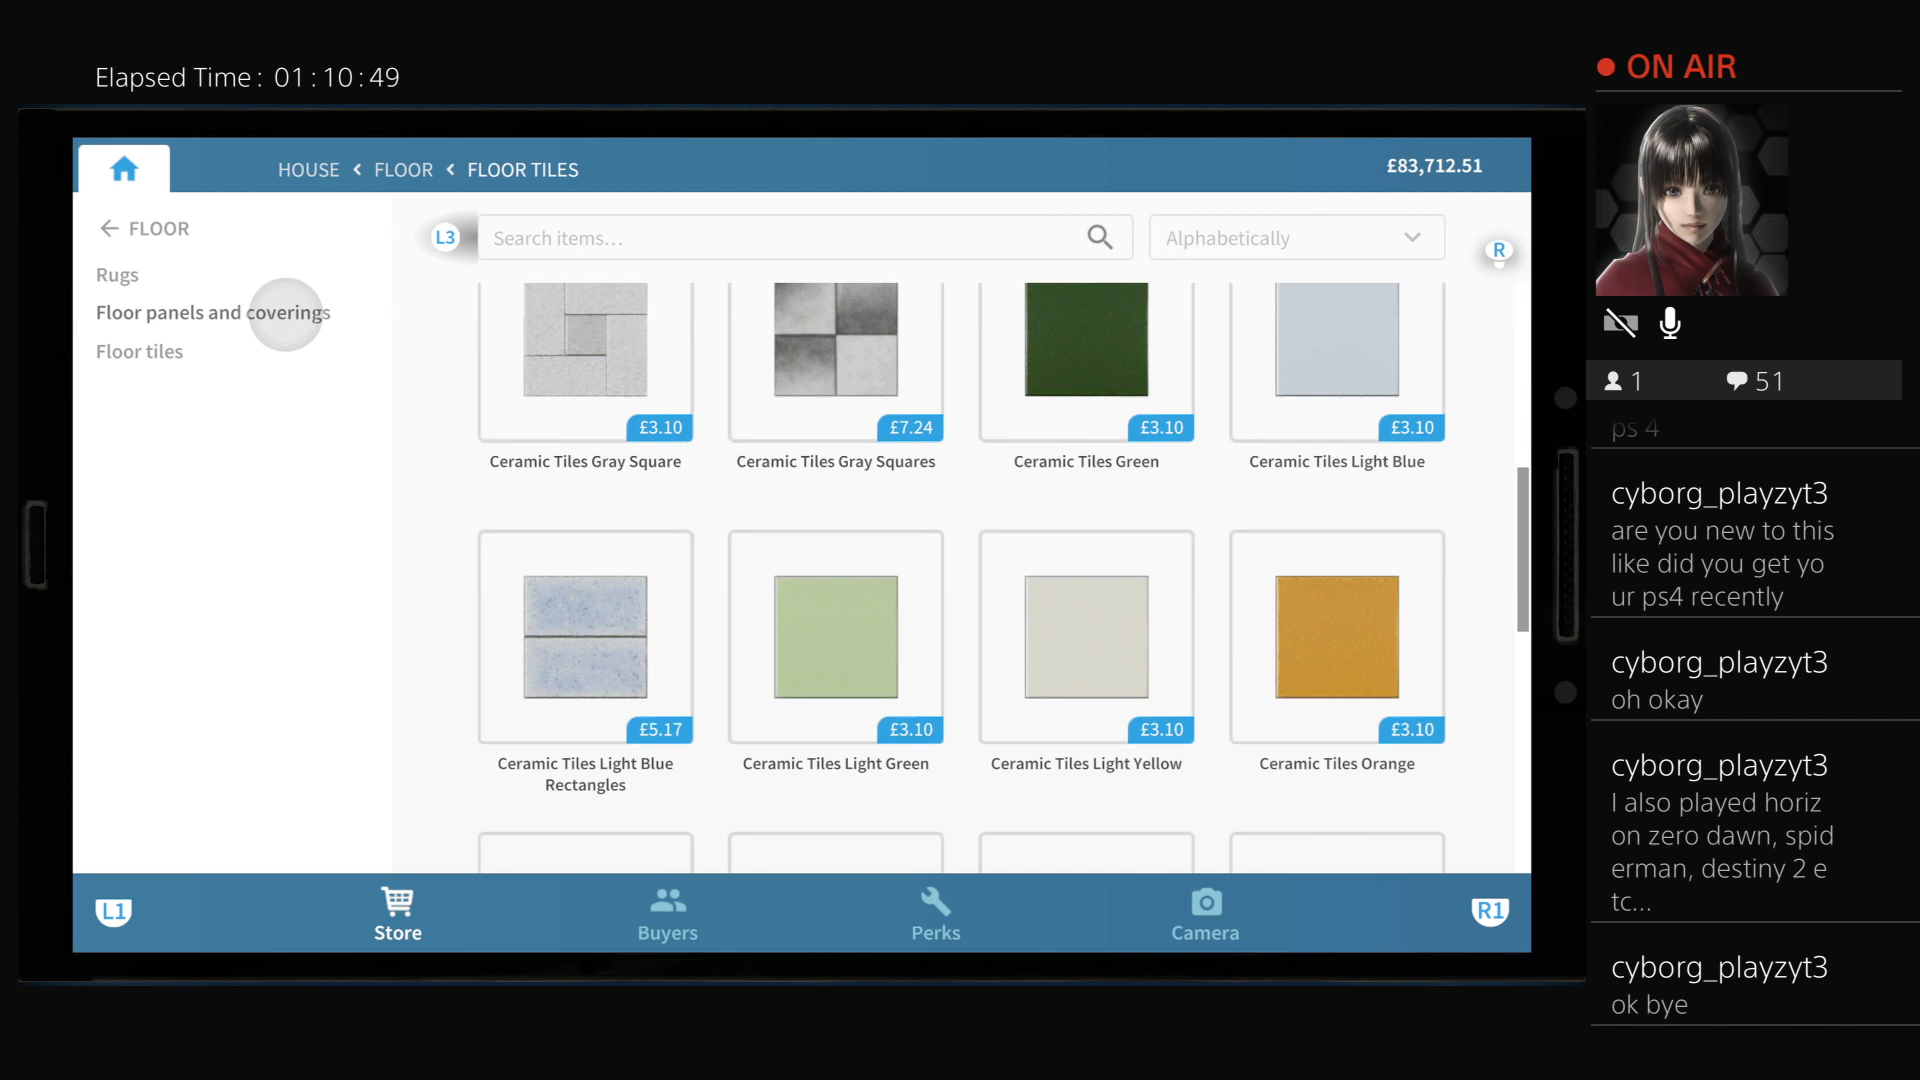 Elapsed Time: 01:10:49
ON AIR
HOUSE < FLOOR < FLOOR TILES
£83,712.51
← FLOOR
Rugs
Floor panels and coverings
Floor tiles
L3
Search items...
Alphabetically
R
£3.10
£7.24
£3.10
£3.10
Ceramic Tiles Gray Square
Ceramic Tiles Gray Squares
Ceramic Tiles Green
Ceramic Tiles Light Blue
£5.17
£3.10
£3.10
£3.10
Ceramic Tiles Light Blue
Rectangles
Ceramic Tiles Light Green
Ceramic Tiles Light Yellow
Ceramic Tiles Orange
L1
Store
Buyers
Perks
Camera
R1
1
51
ps 4
cyborg_playzyt3
are you new to this
like did you get yo
ur ps4 recently
cyborg_playzyt3
oh okay
cyborg_playzyt3
I also played horiz
on zero dawn, spid
erman, destiny 2 e
tc...
cyborg_playzyt3
ok bye